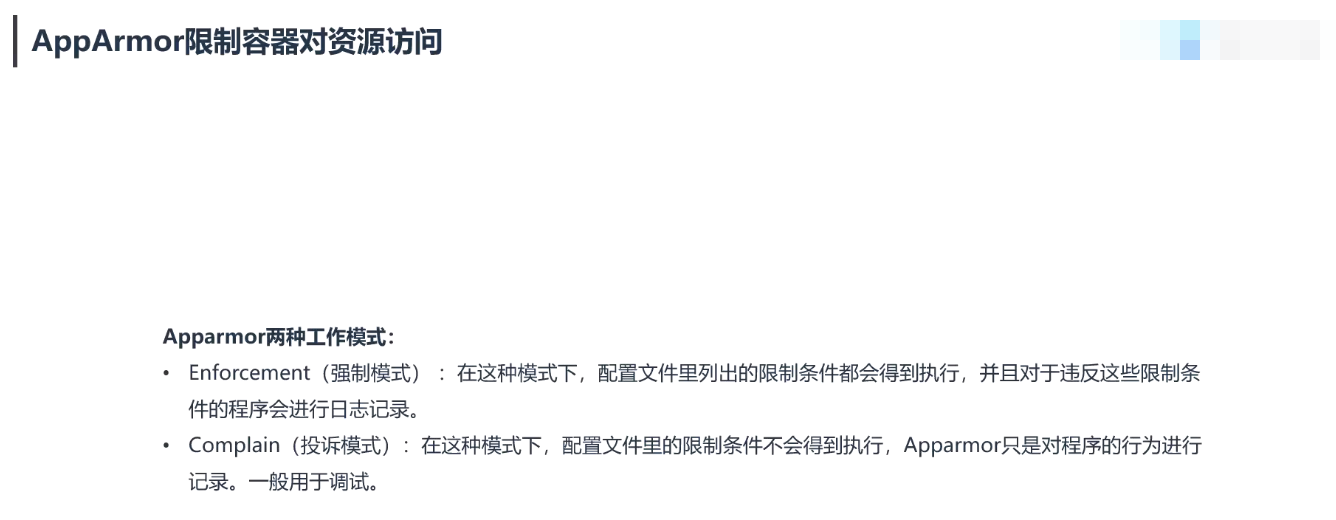 AppArmor限制容器对资源访问
Apparmor两种工作模式：
• Enforcement（强制模式） ：在这种模式下，配置文件里列出的限制条件都会得到执行，并且对于违反这些限制条
件的程序会进行日志记录。
• Complain（投诉模式）：在这种模式下，配置文件里的限制条件不会得到执行，Apparmor只是对程序的行为进行
记录。一般用于调试。